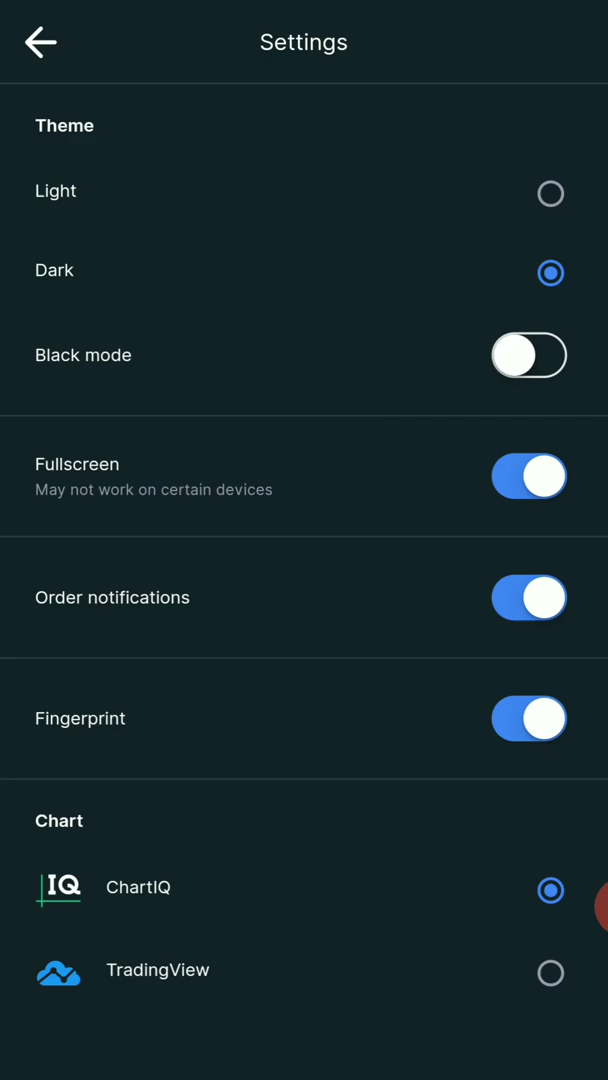 Settings
Theme
Light
Dark
Black mode
Fullscreen
May not work on certain devices
Order notifications
Fingerprint
Chart
IQ ChartIQ
TradingView